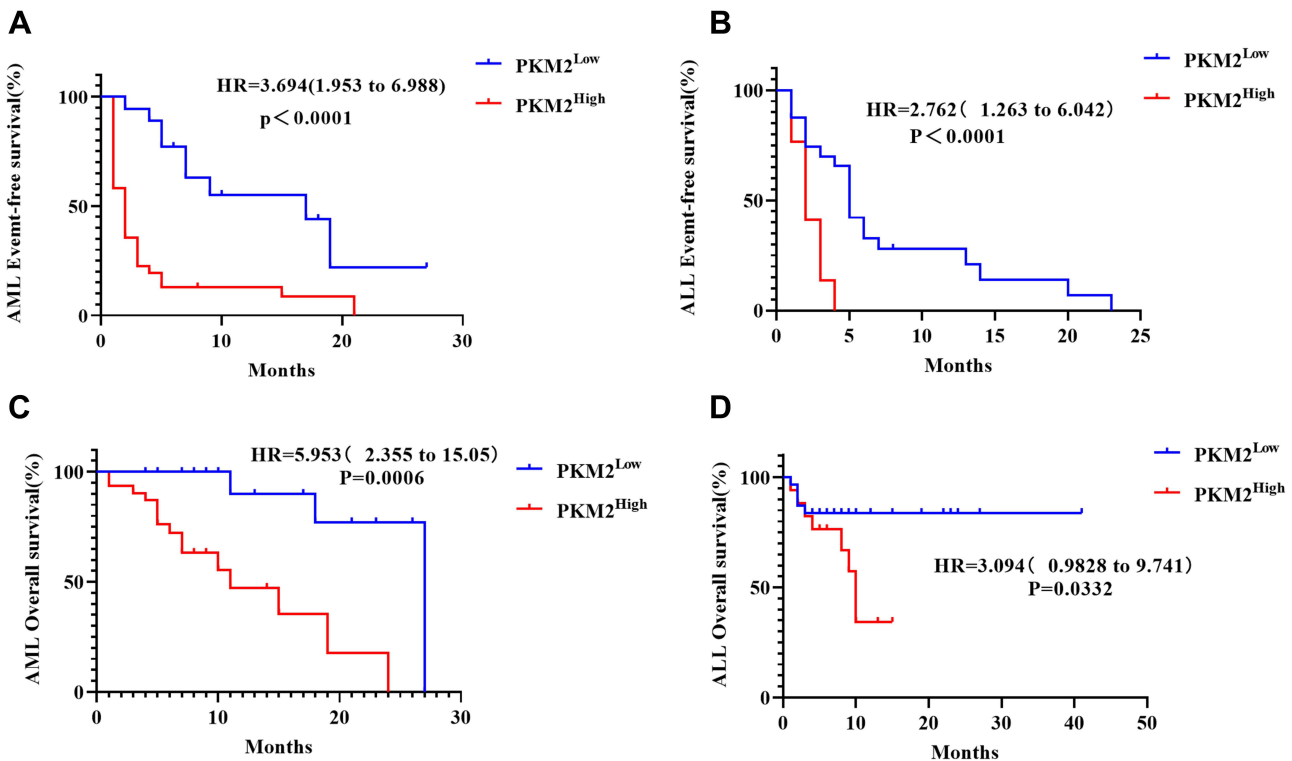 A
AML Evemt-free survival(%)
HR=3.694(1.953 to 6.988)
p<0.0001
PKM2Low
PKM2High
100
50
0
0 10 20 30
Months
B
ALL Evemt-free survival(%)
HR=2.762( 1.263 to 6.042)
P<0.0001
PKM2Low
PKM2High
100
50
0
0 5 10 15 20 25
Months
C
AML Overall survival(%)
HR=5.953( 2.355 to 15.05)
P=0.0006
PKM2Low
PKM2High
100
50
0
0 10 20 30
Months
D
ALL Overall survival(%)
PKM2Low
PKM2High
HR=3.094( 0.9828 to 9.741)
P=0.0332
100
50
0
0 10 20 30 40 50
Months